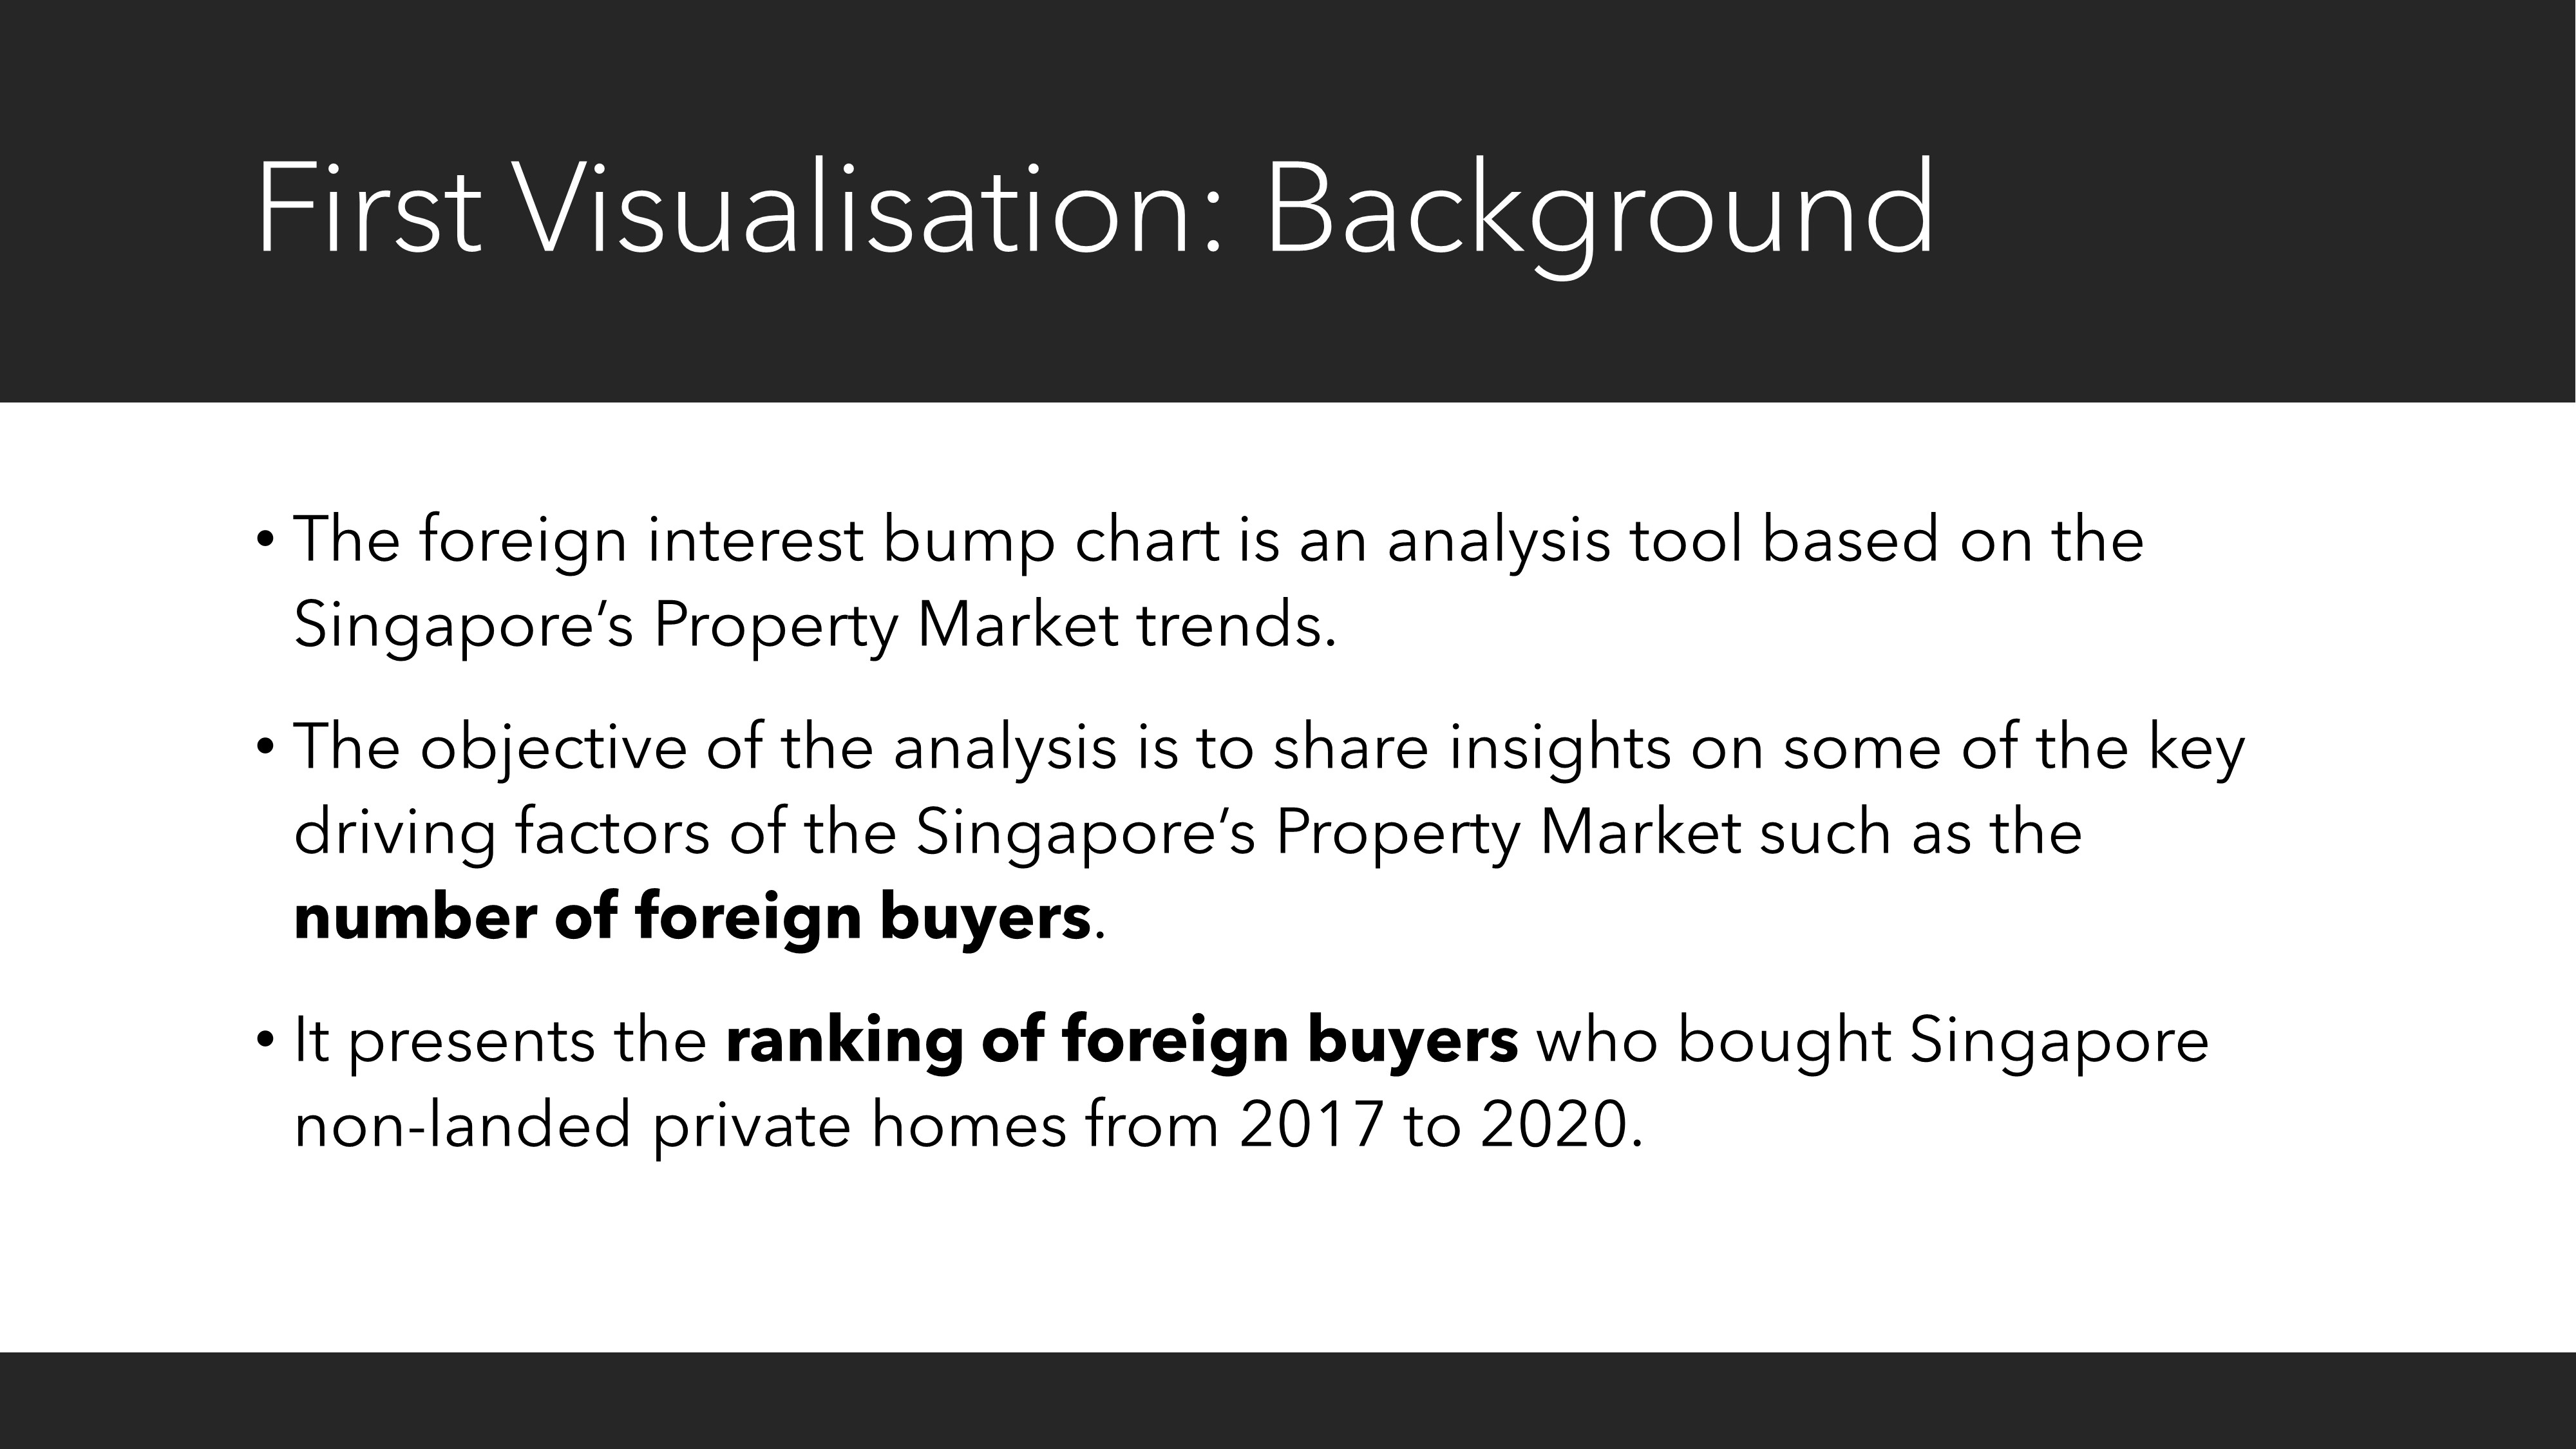 First Visualisation: Background
• The foreign interest bump chart is an analysis tool based on the
Singapore’s Property Market trends.
• The objective of the analysis is to share insights on some of the key
driving factors of the Singapore’s Property Market such as the
number of foreign buyers.
• It presents the ranking of foreign buyers who bought Singapore
non-landed private homes from 2017 to 2020.